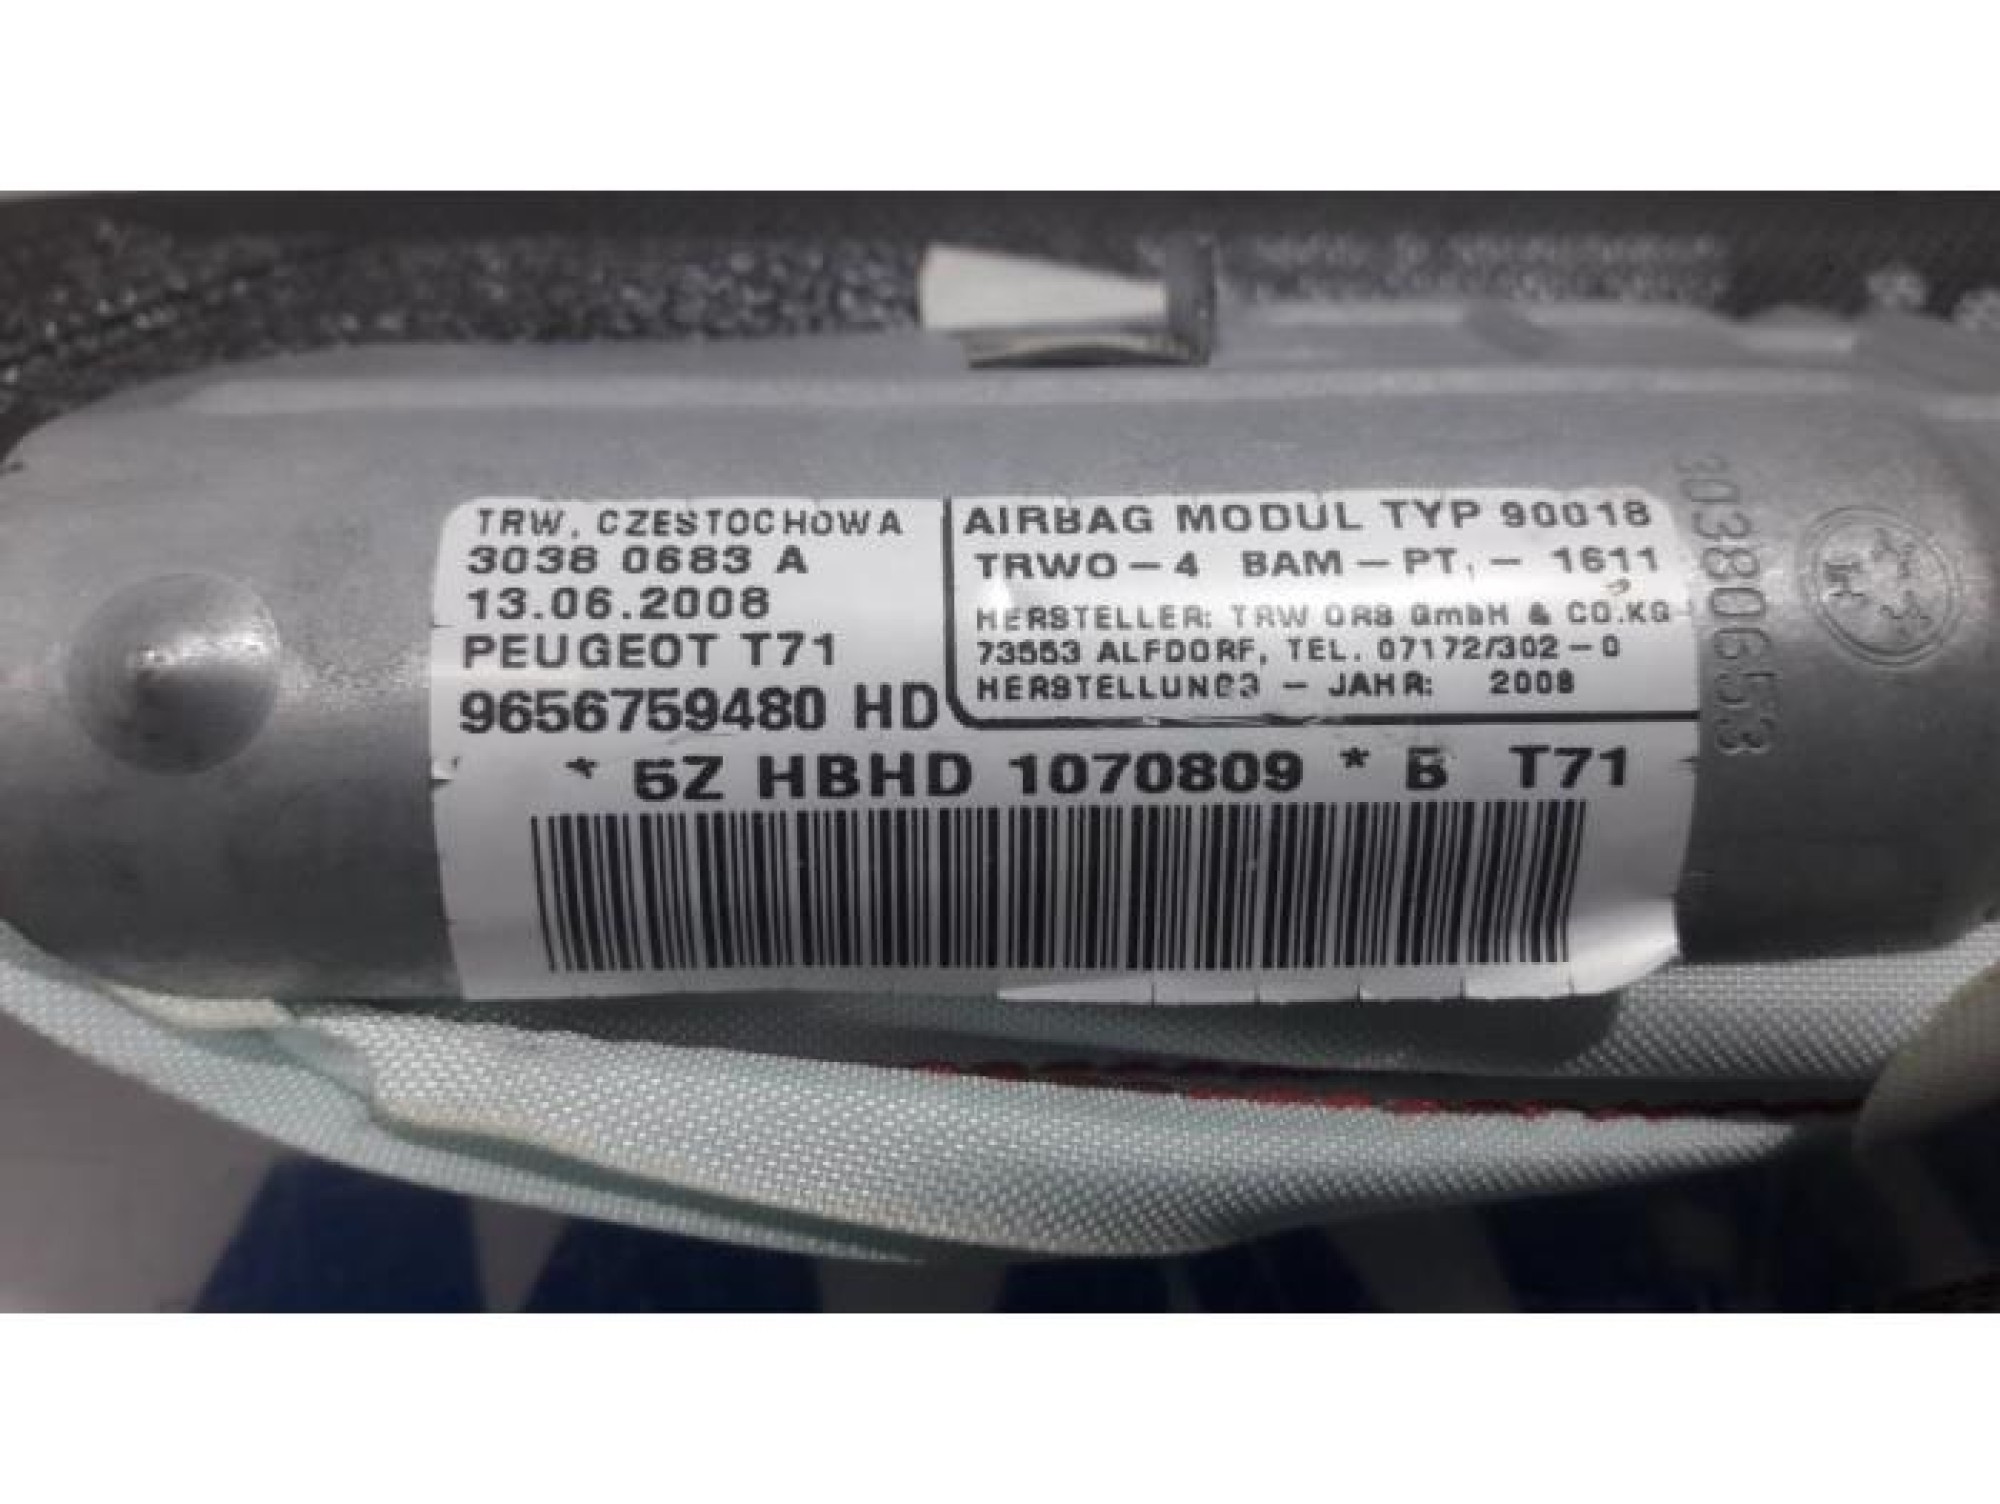 TRW, CZESTOCHOWA
3038 0683 A
13.06.2008
PEUGEOT T71
9656759480 HD
AIRBAG MODUL TYP 90018
TRWO-4 BAM-PT.-1611
HERSTELLER: TRW ORS GmbH & CO.KG
73553 ALFDORF, TEL. 07172/302-0
HERSTELLUNGS-JAHR: 2008
* 5Z HBHD 1070809 * B T71
30380653